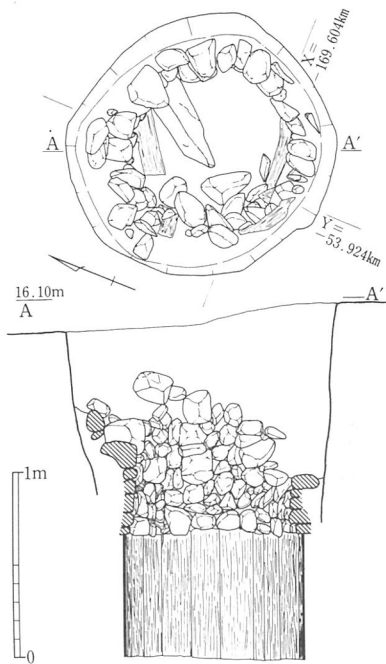 X=
-169.604km
A
A′
Y=
-53.924km
16.10m
A
A′
1m
0